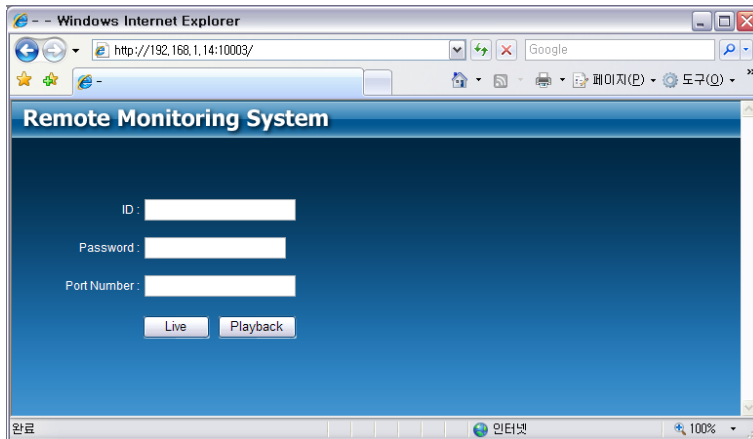 - - Windows Internet Explorer
http://192,168,1,14:10003/
Google
-
페이지(P)
도구(O)
»
Remote Monitoring System
ID :
Password :
Port Number :
Live
Playback
완료
인터넷
100%